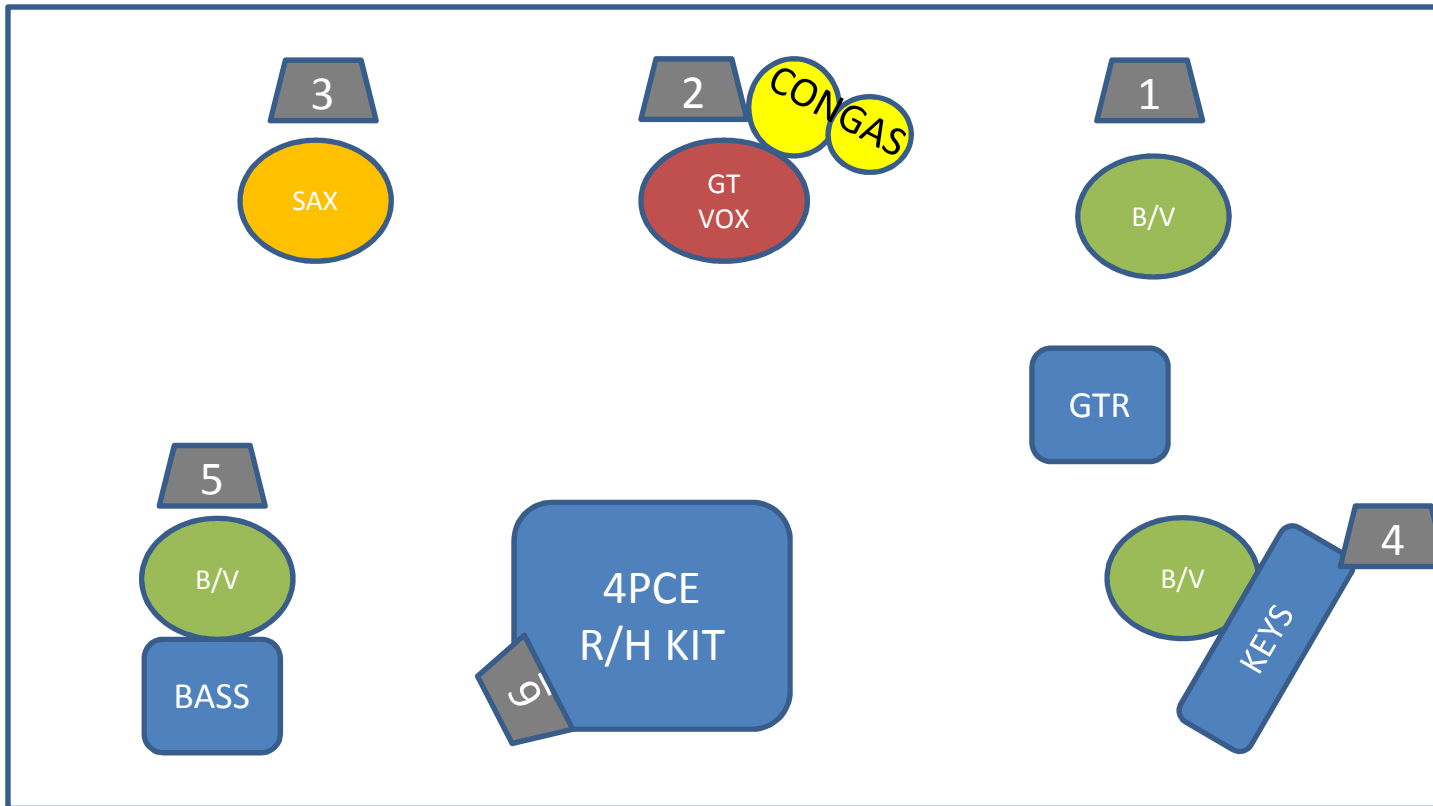 3
2
CONGAS
1
SAX
GT
VOX
B/V
GTR
5
4
B/V
4PCE
R/H KIT
B/V
KEYS
6
BASS